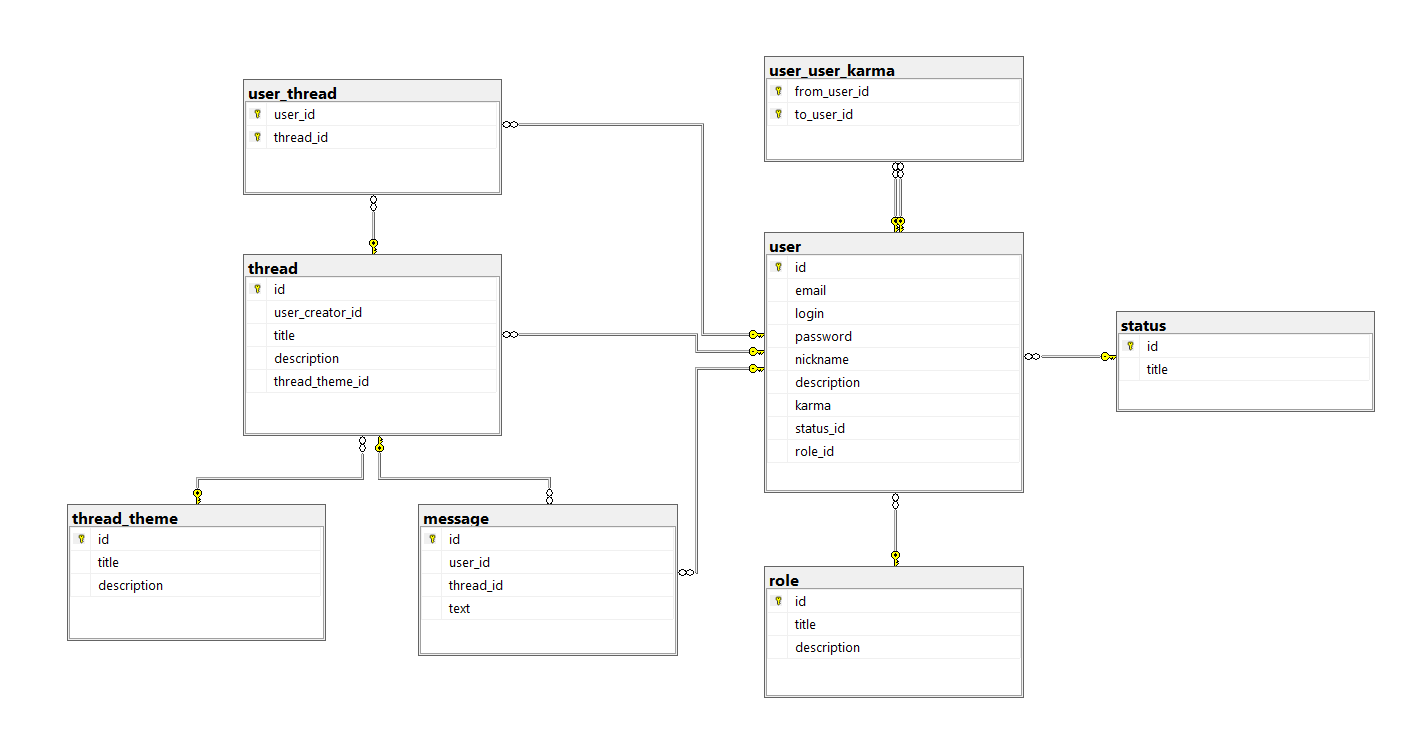 user_thread
user_id
thread_id
user_user_karma
from_user_id
to_user_id
thread
id
user_creator_id
title
description
thread_theme_id
user
id
email
login
password
nickname
description
karma
status_id
role_id
status
id
title
thread_theme
id
title
description
message
id
user_id
thread_id
text
role
id
title
description